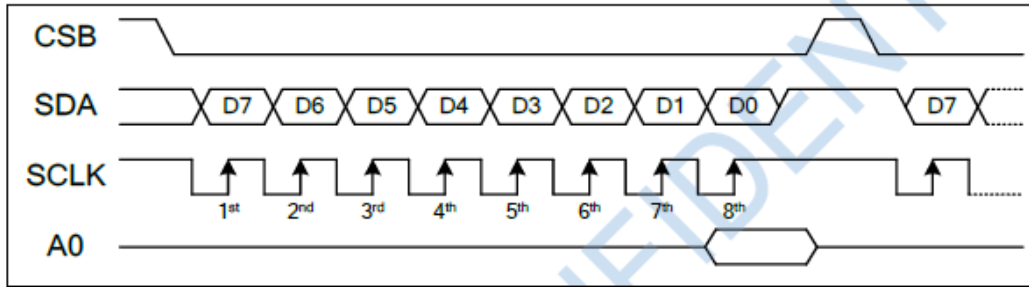 CSB
SDA D7 D6 D5 D4 D3 D2 D1 D0 D7
SCLK
1st 2nd 3rd 4th 5th 6th 7th 8th
A0